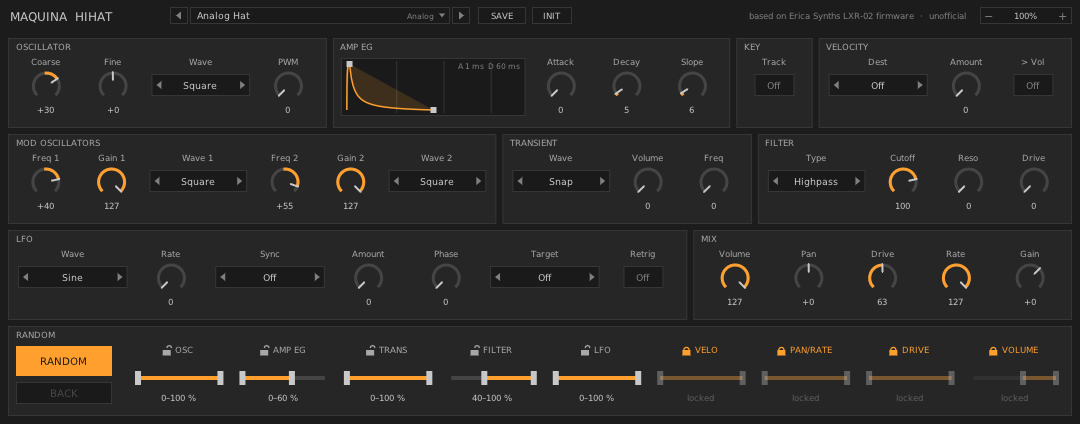 MAQUINA HIHAT
Analog Hat Analog SAVE INIT
based on Erica Synths LXR-02 firmware · unofficial − 100% +
OSCILLATOR
Coarse Fine Wave PWM
Square
+30 +0 0
AMP EG
A 1 ms D 60 ms
Attack Decay Slope
0 5 6
KEY
Track
Off
VELOCITY
Dest Amount > Vol
Off Off
0
MOD OSCILLATORS
Freq 1 Gain 1 Wave 1 Freq 2 Gain 2 Wave 2
Square Square
+40 127 +55 127
TRANSIENT
Wave Volume Freq
Snap
0 0
FILTER
Type Cutoff Reso Drive
Highpass
100 0 0
LFO
Wave Rate Sync Amount Phase Target Retrig
Sine Off Off Off
0 0 0
MIX
Volume Pan Drive Rate Gain
127 +0 63 127 +0
RANDOM
RANDOM
BACK
OSC AMP EG TRANS FILTER LFO VELO PAN/RATE DRIVE VOLUME
0–100 % 0–60 % 0–100 % 40–100 % 0–100 % locked locked locked locked